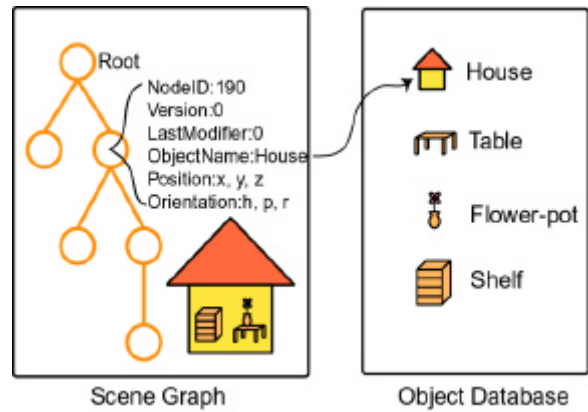 Root
NodeID:190
Version:0
LastModifier:0
ObjectName:House
Position:x, y, z
Orientation:h, p, r
Scene Graph
House
Table
Flower-pot
Shelf
Object Database